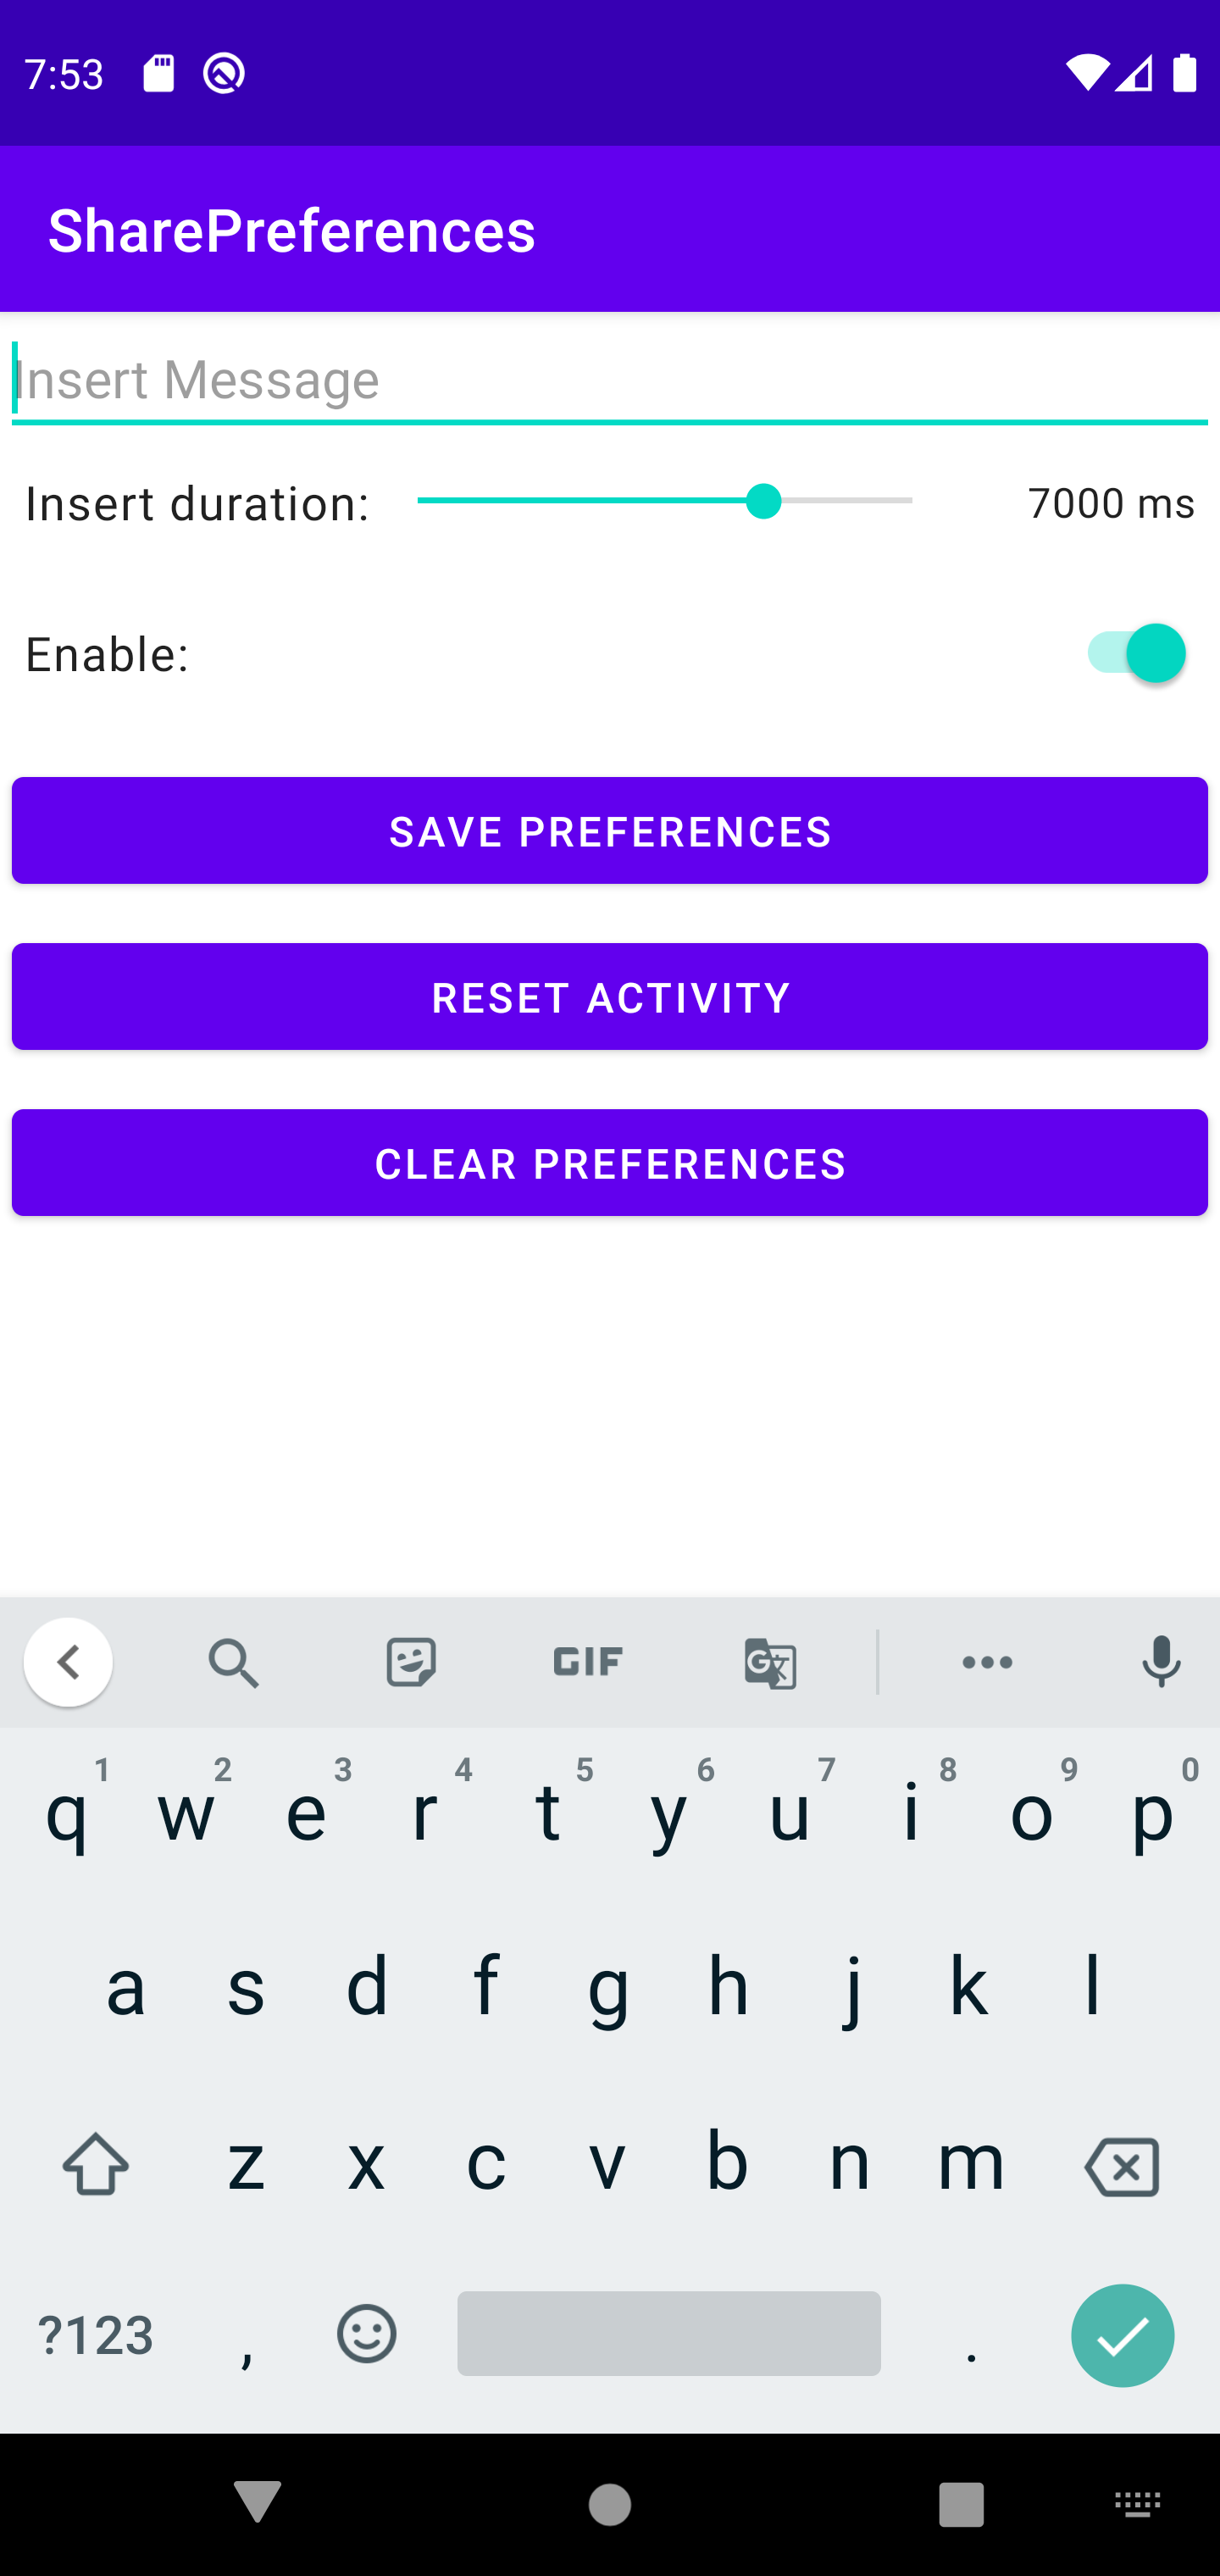 7:53
SharePreferences
Insert Message
Insert duration: 7000 ms
Enable:
SAVE PREFERENCES
RESET ACTIVITY
CLEAR PREFERENCES
GIF G 文
1 2 3 4 5 6 7 8 9 0
q w e r t y u i o p
a s d f g h j k l
z x c v b n m
?123 , .